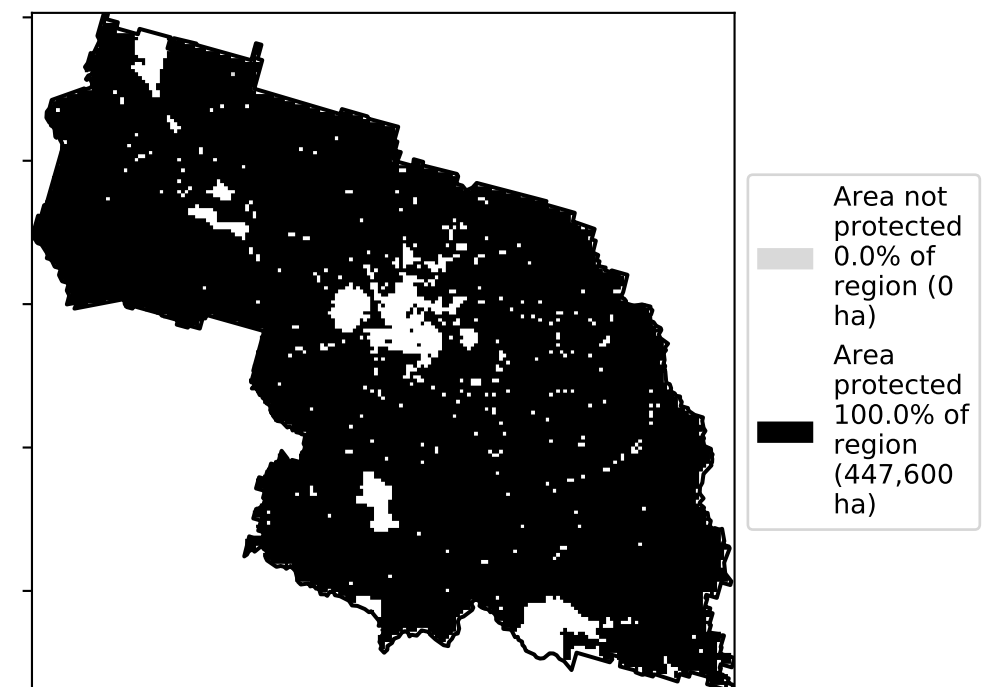 Area not
protected
0.0% of
region (0
ha)
Area
protected
100.0% of
region
(447,600
ha)